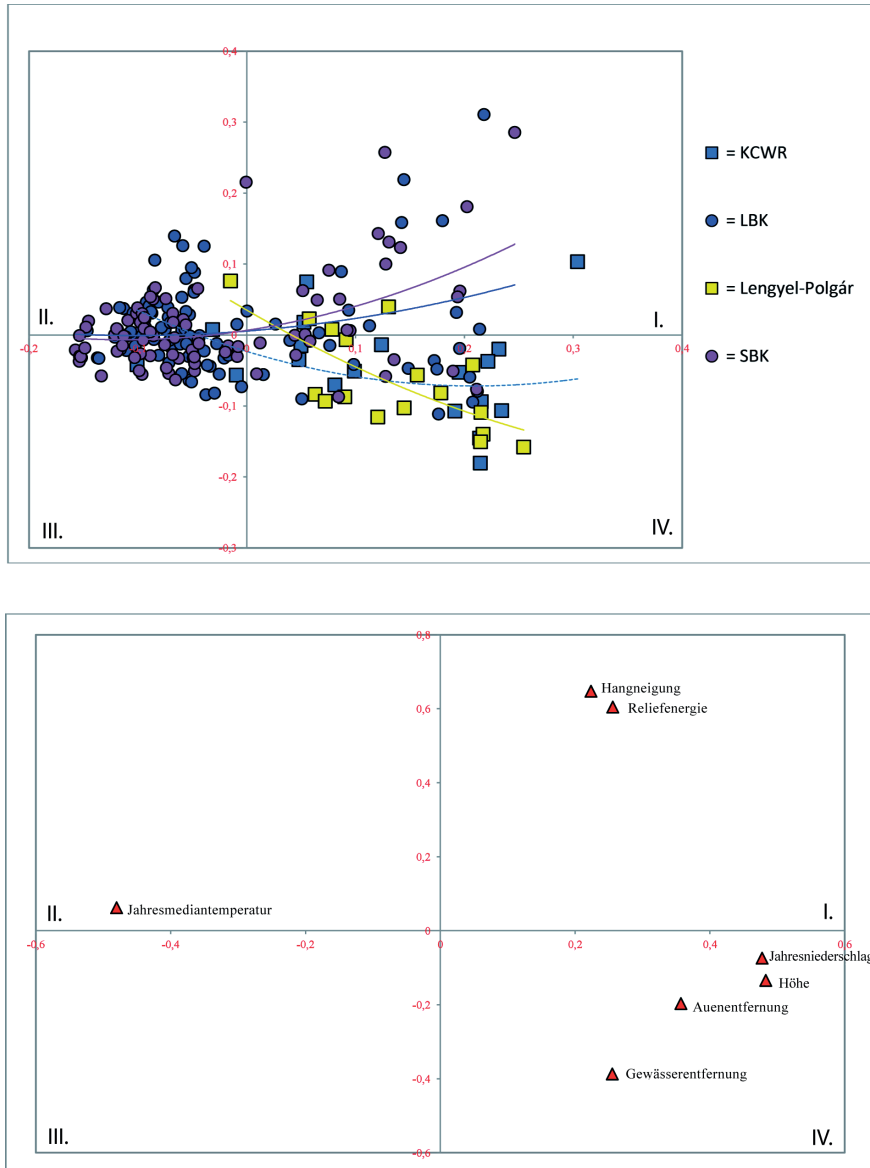 0,4
0,3
= KCWR
0,2
= LBK
0,1
= Lengyel-Polgár
II.
I.
-0,2
0,1
0,2
0,3
0,4
= SBK
-0,1
-0,2
III.
IV.
-0,3
0,8
Hangneigung
0,6
Reliefenergie
0,4
0,2
II.
Jahresmediantemperatur
I.
-0,6
-0,4
-0,2
0
0
0,2
0,4
0,6
Jahresniederschlag
Höhe
-0,2
Auenentfernung
-0,4
Gewässerentfernung
III.
IV.
-0,6